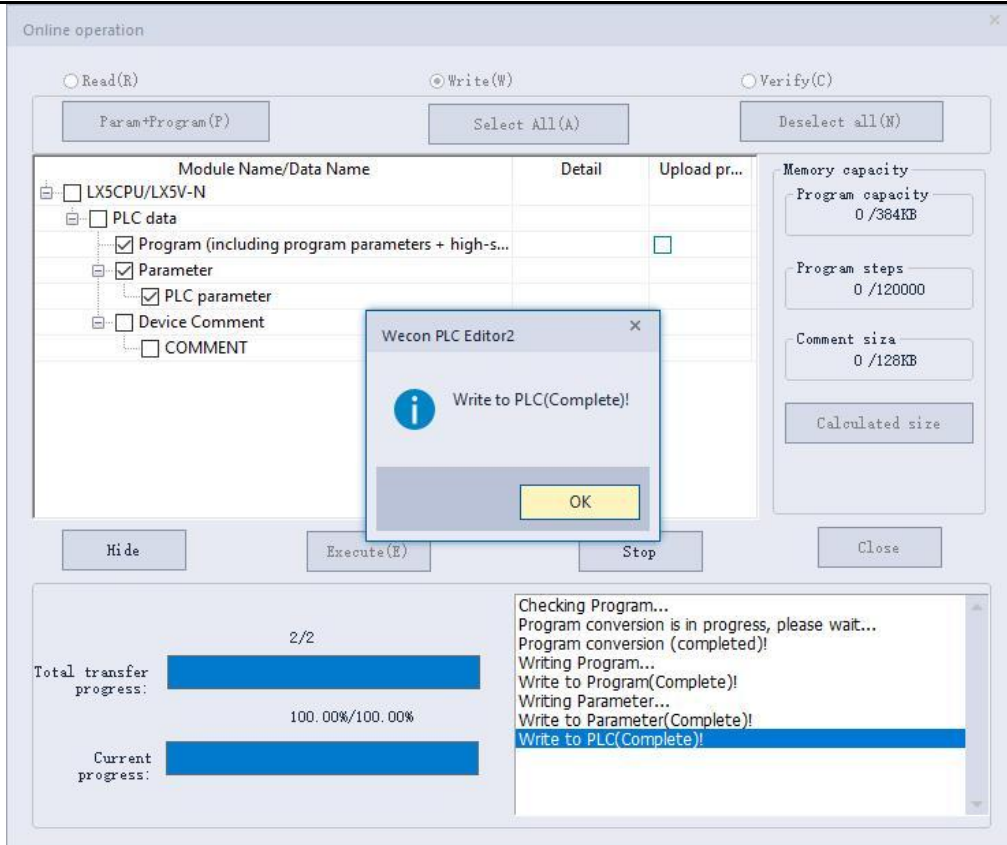 Online operation
Read(R)
Write(W)
Verify(C)
Param+Program(P)
Select All(A)
Deselect all(N)
Module Name/Data Name
Detail
Upload pr...
LX5CPU/LX5V-N
PLC data
Program (including program parameters + high-s...
Parameter
PLC parameter
Device Comment
COMMENT
Memory capacity
Program capacity
0 /384KB
Program steps
0 /120000
Comment siza
0 /128KB
Calculated size
Wecon PLC Editor2
Write to PLC(Complete)!
OK
Hide
Execute(E)
Stop
Close
2/2
Total transfer
progress:
100.00%/100.00%
Current
progress:
Checking Program...
Program conversion is in progress, please wait...
Program conversion (completed)!
Writing Program...
Write to Program(Complete)!
Writing Parameter...
Write to Parameter(Complete)!
Write to PLC(Complete)!